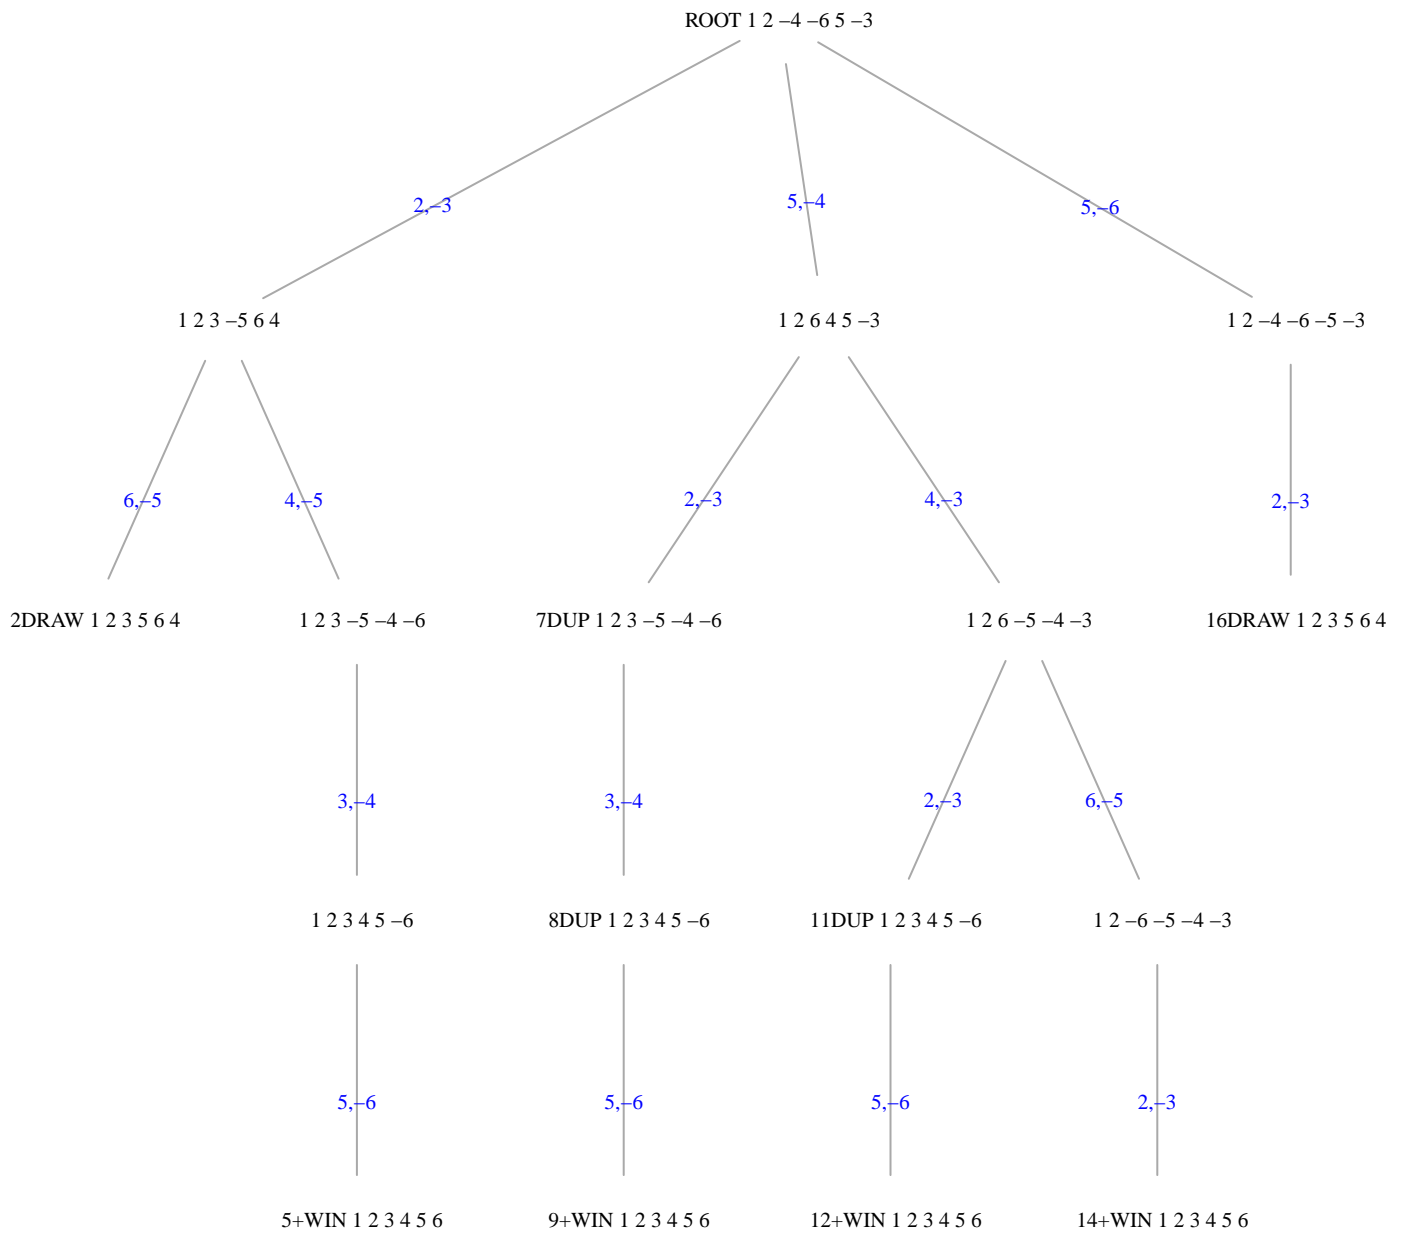 ROOT 1 2 –4 –6 5 –3
2,–3
5,–4
5,–6
1 2 3 –5 6 4
1 2 6 4 5 –3
1 2 –4 –6 –5 –3
6,–5
4,–5
2,–3
4,–3
2,–3
2DRAW 1 2 3 5 6 4
1 2 3 –5 –4 –6
7DUP 1 2 3 –5 –4 –6
1 2 6 –5 –4 –3
16DRAW 1 2 3 5 6 4
3,–4
3,–4
2,–3
6,–5
1 2 3 4 5 –6
8DUP 1 2 3 4 5 –6
11DUP 1 2 3 4 5 –6
1 2 –6 –5 –4 –3
5,–6
5,–6
5,–6
2,–3
5+WIN 1 2 3 4 5 6
9+WIN 1 2 3 4 5 6
12+WIN 1 2 3 4 5 6
14+WIN 1 2 3 4 5 6